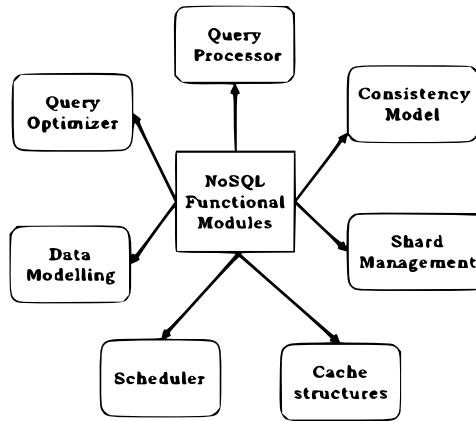 Query
Processor
Query
Optimizer
Consistency
Model
NoSQL
Functional
Modules
Data
Modelling
Shard
Management
Scheduler
Cache
structures